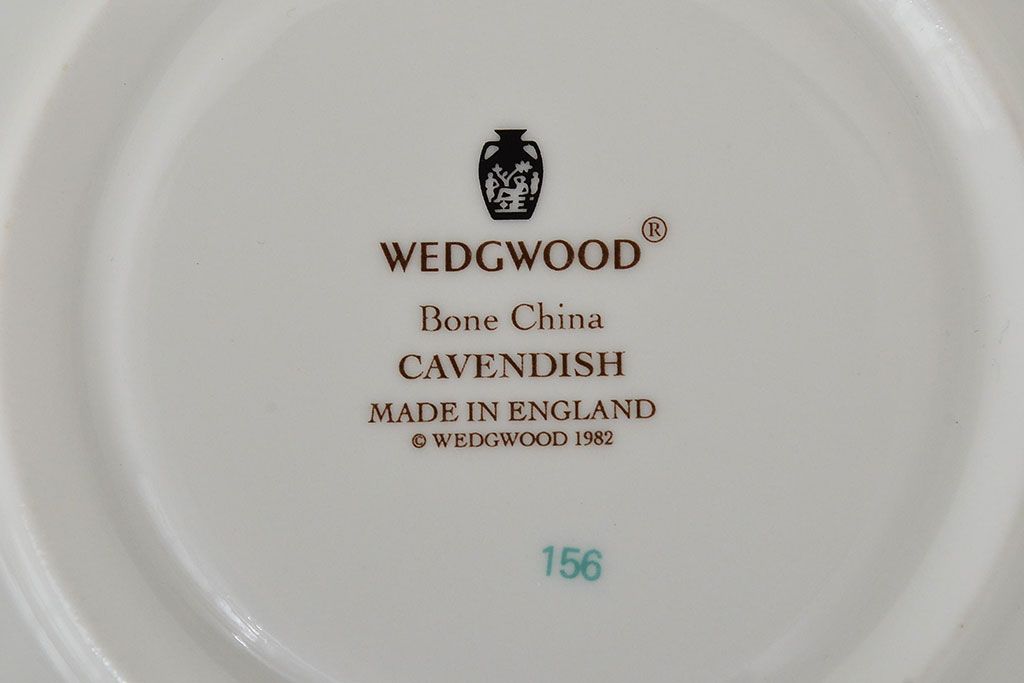 WEDGWOOD®
Bone China
CAVENDISH
MADE IN ENGLAND
© WEDGWOOD 1982
156